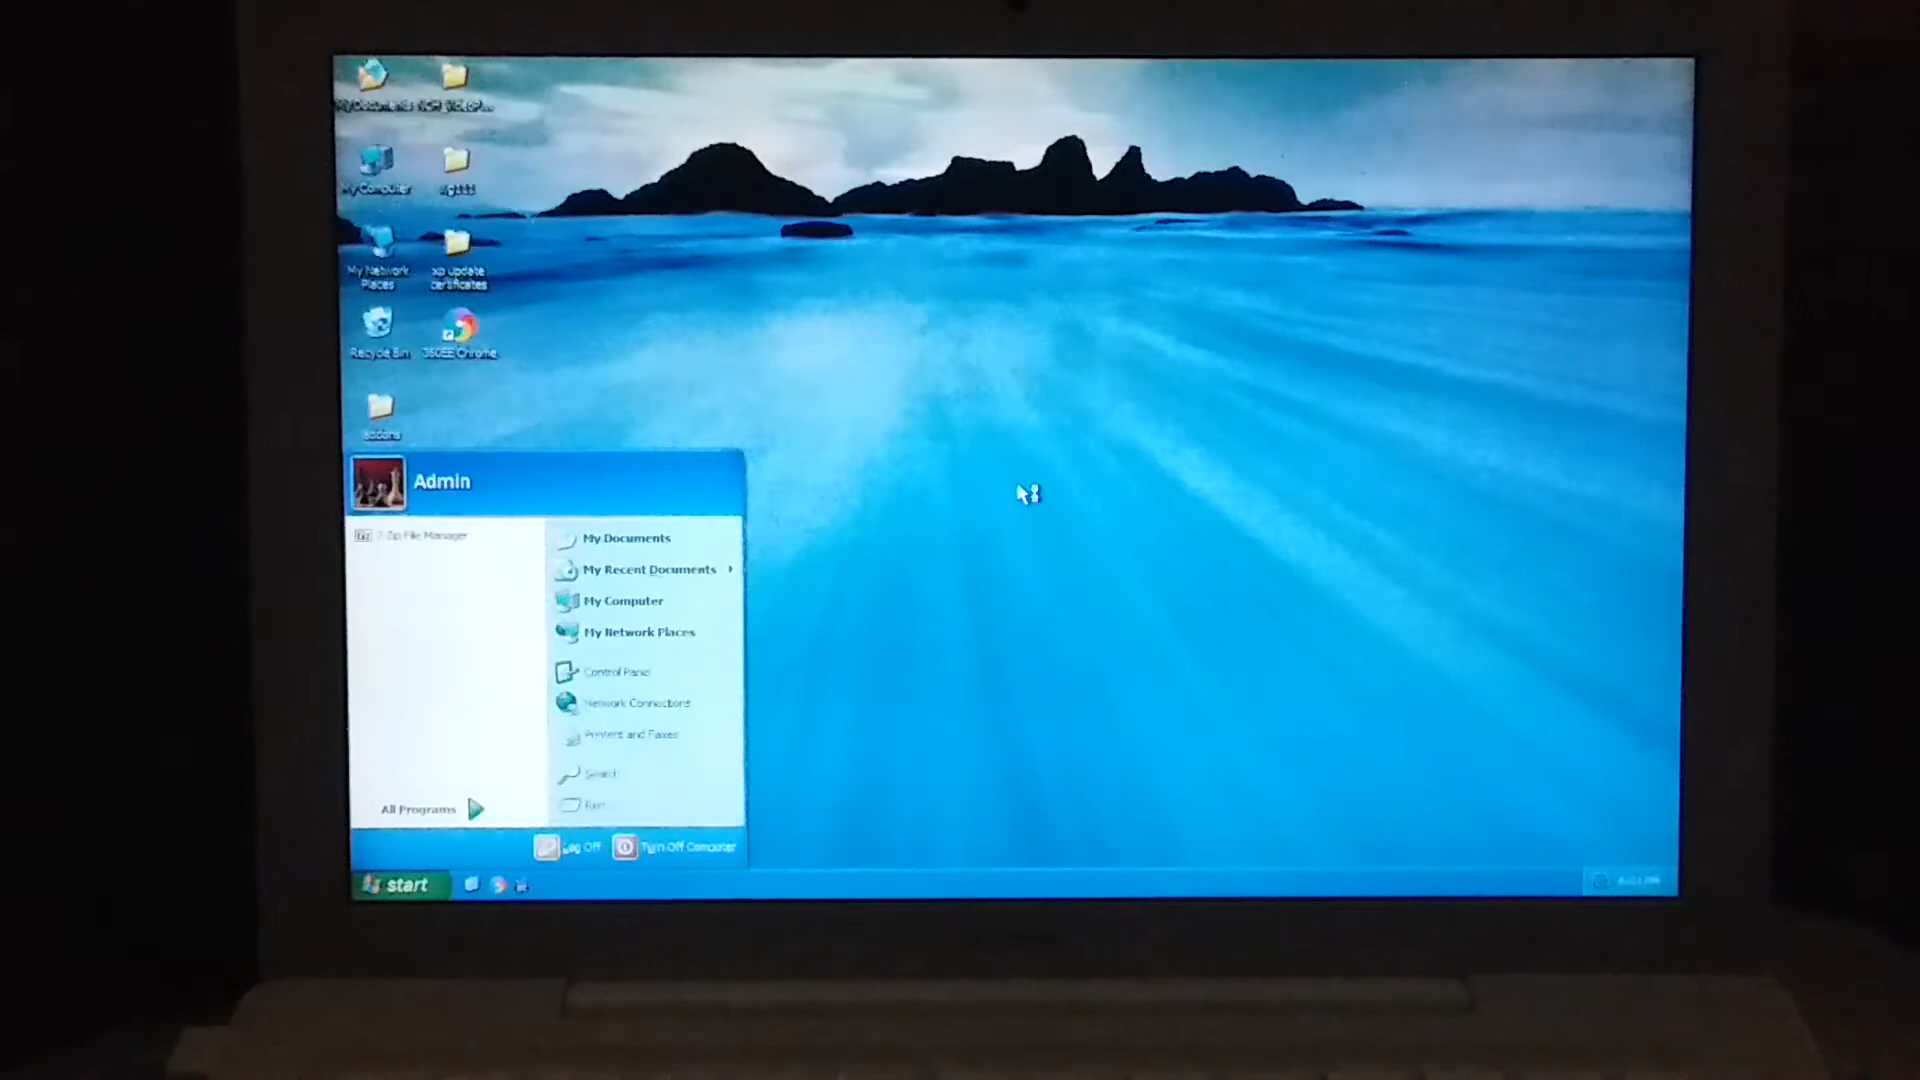 My Documents
My Computer
My Network
Places
xp update
certificates
Recycle Bin
360EE Chrome
addons
Admin
7-Zip File Manager
My Documents
My Recent Documents
My Computer
My Network Places
Control Panel
Network Connections
Printers and Faxes
Search
Run...
All Programs
Log Off
Turn Off Computer
start